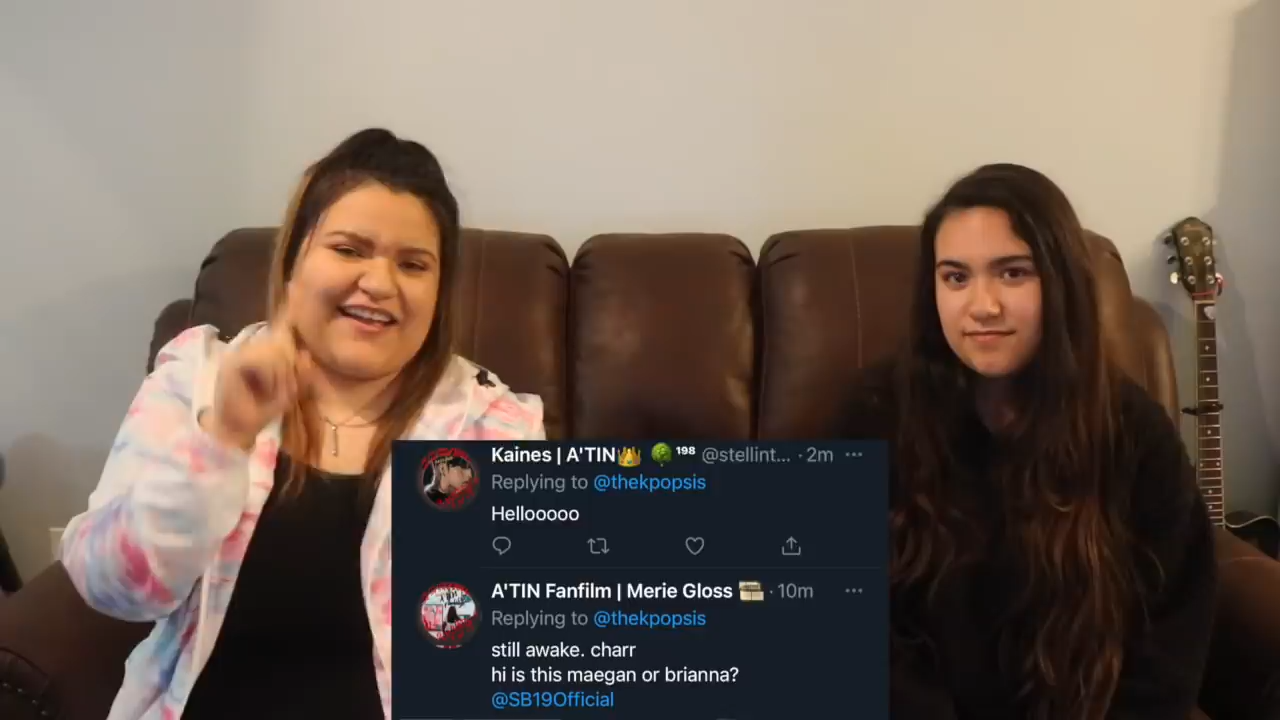 Kaines | A'TIN👑 🌳¹⁹⁸ @stellint... · 2m
Replying to @thekpopsis
Hellooooo
A'TIN Fanfilm | Merie Gloss · 10m
Replying to @thekpopsis
still awake. charr
hi is this maegan or brianna?
@SB19Official